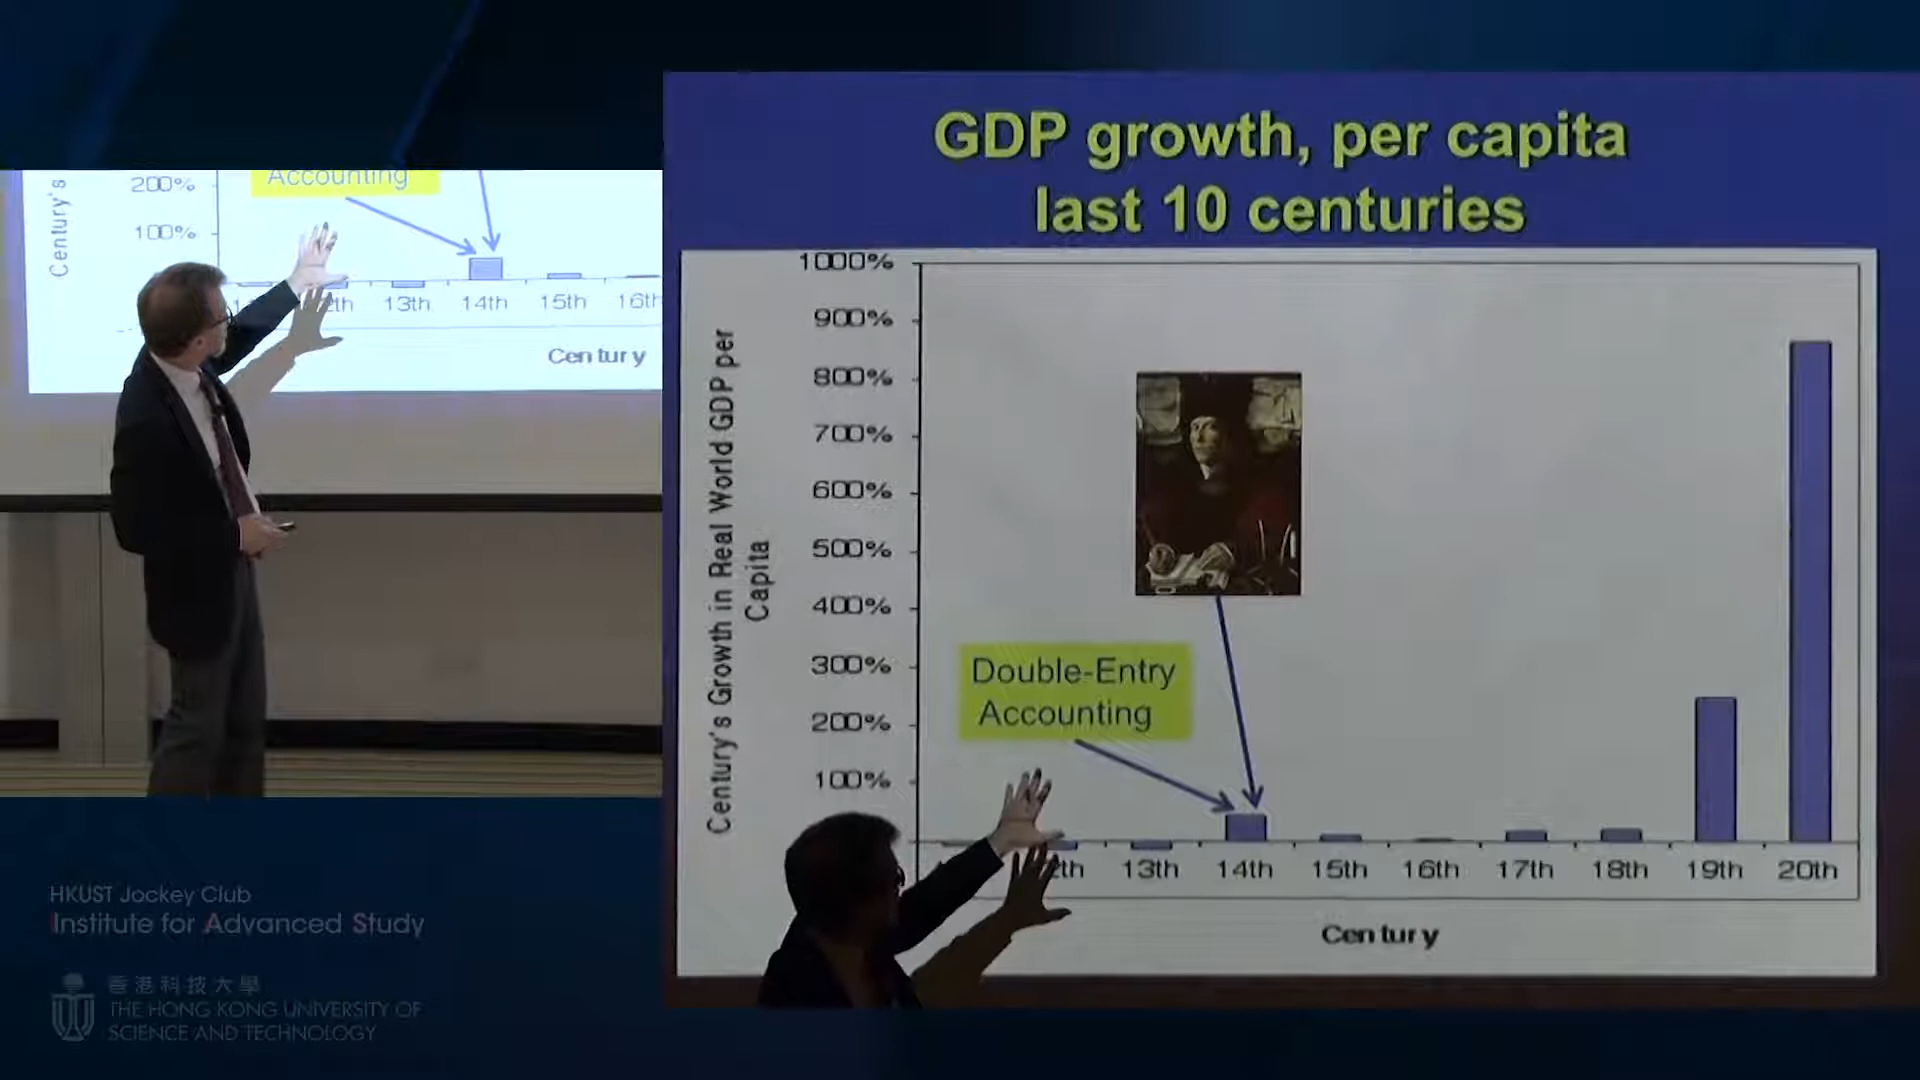 Accounting
200%
100%
Century's
13th
14th
15th
16th
Century
HKUST Jockey Club
Institute for Advanced Study
香港科技大學
THE HONG KONG UNIVERSITY OF
SCIENCE AND TECHNOLOGY
GDP growth, per capita
last 10 centuries
Century's Growth in Real World GDP per
Capita
1000%
900%
800%
700%
600%
500%
400%
300%
200%
100%
Double-Entry
Accounting
13th
14th
15th
16th
17th
18th
19th
20th
Century